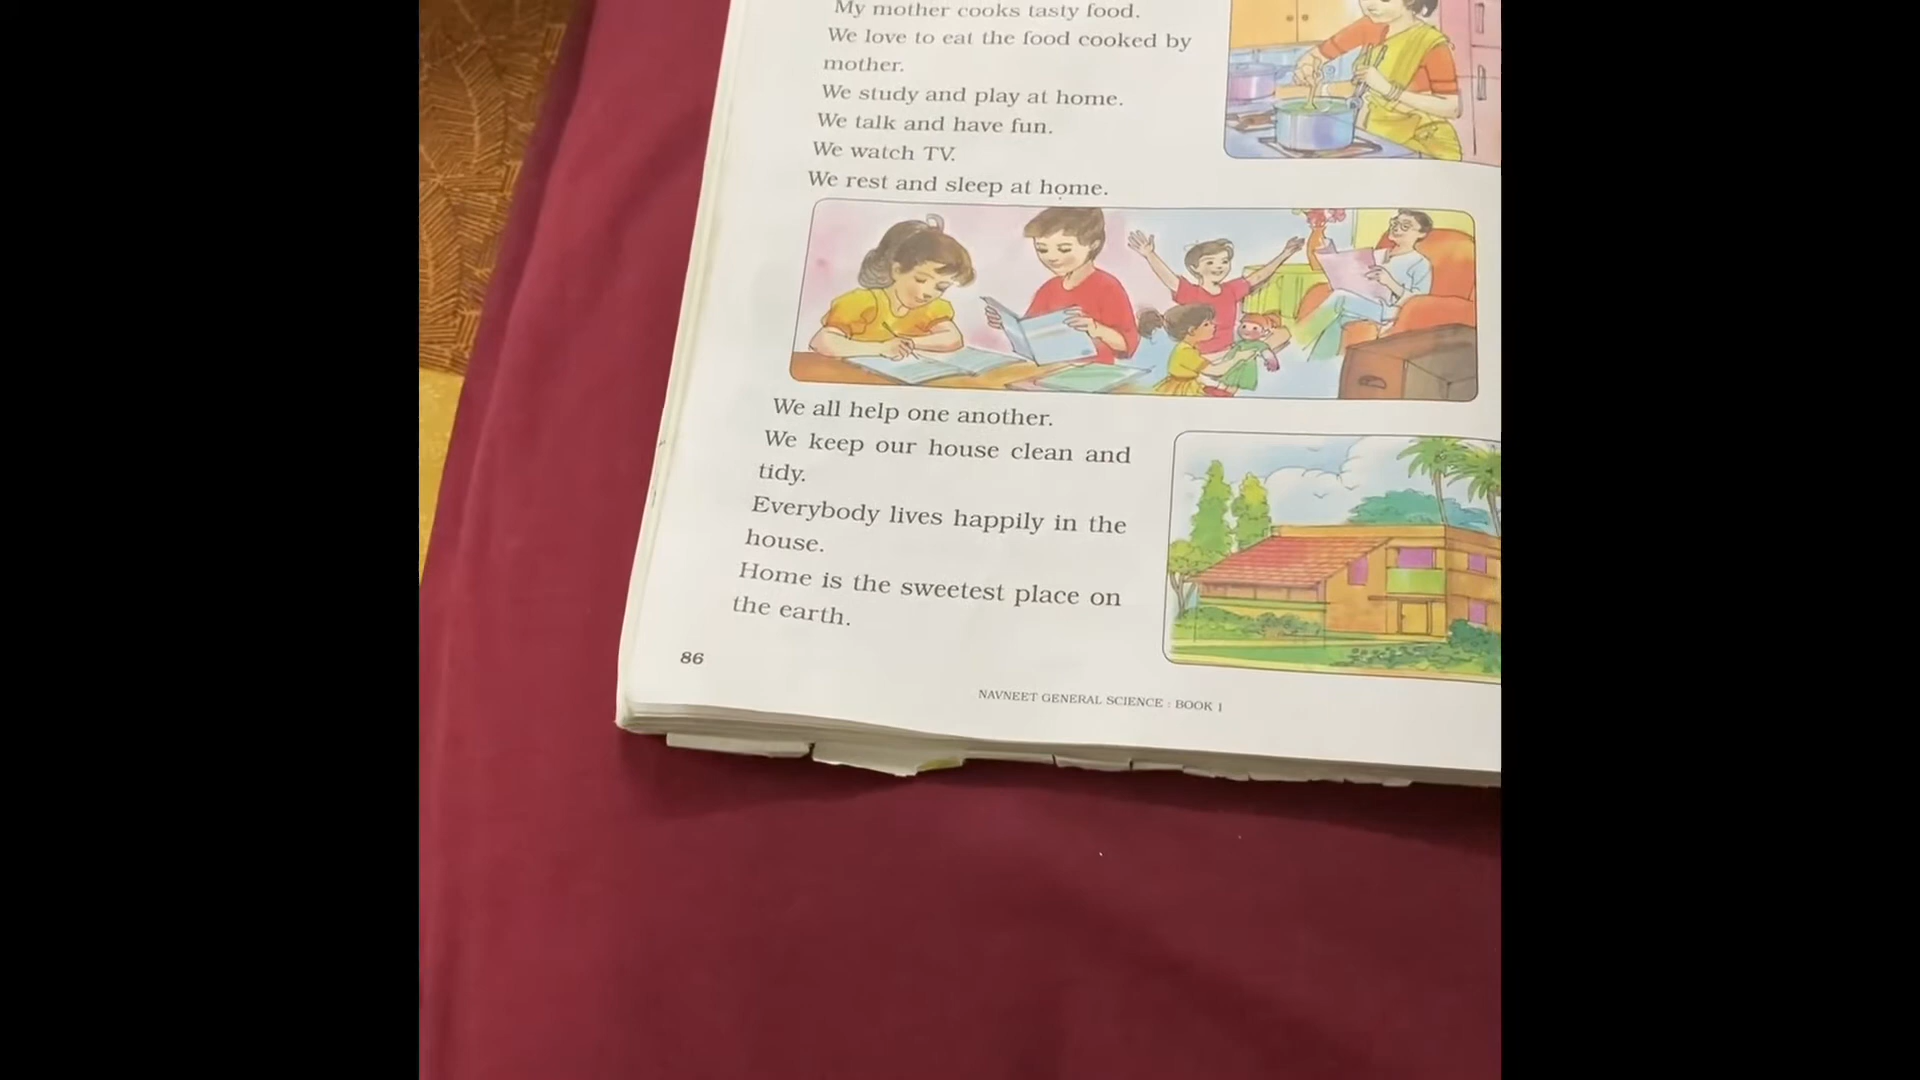 My mother cooks tasty food.
We love to eat the food cooked by
mother.
We study and play at home.
We talk and have fun.
We watch TV.
We rest and sleep at home.
We all help one another.
We keep our house clean and
tidy.
Everybody lives happily in the
house.
Home is the sweetest place on
the earth.
86
NAVNEET GENERAL SCIENCE : BOOK 1